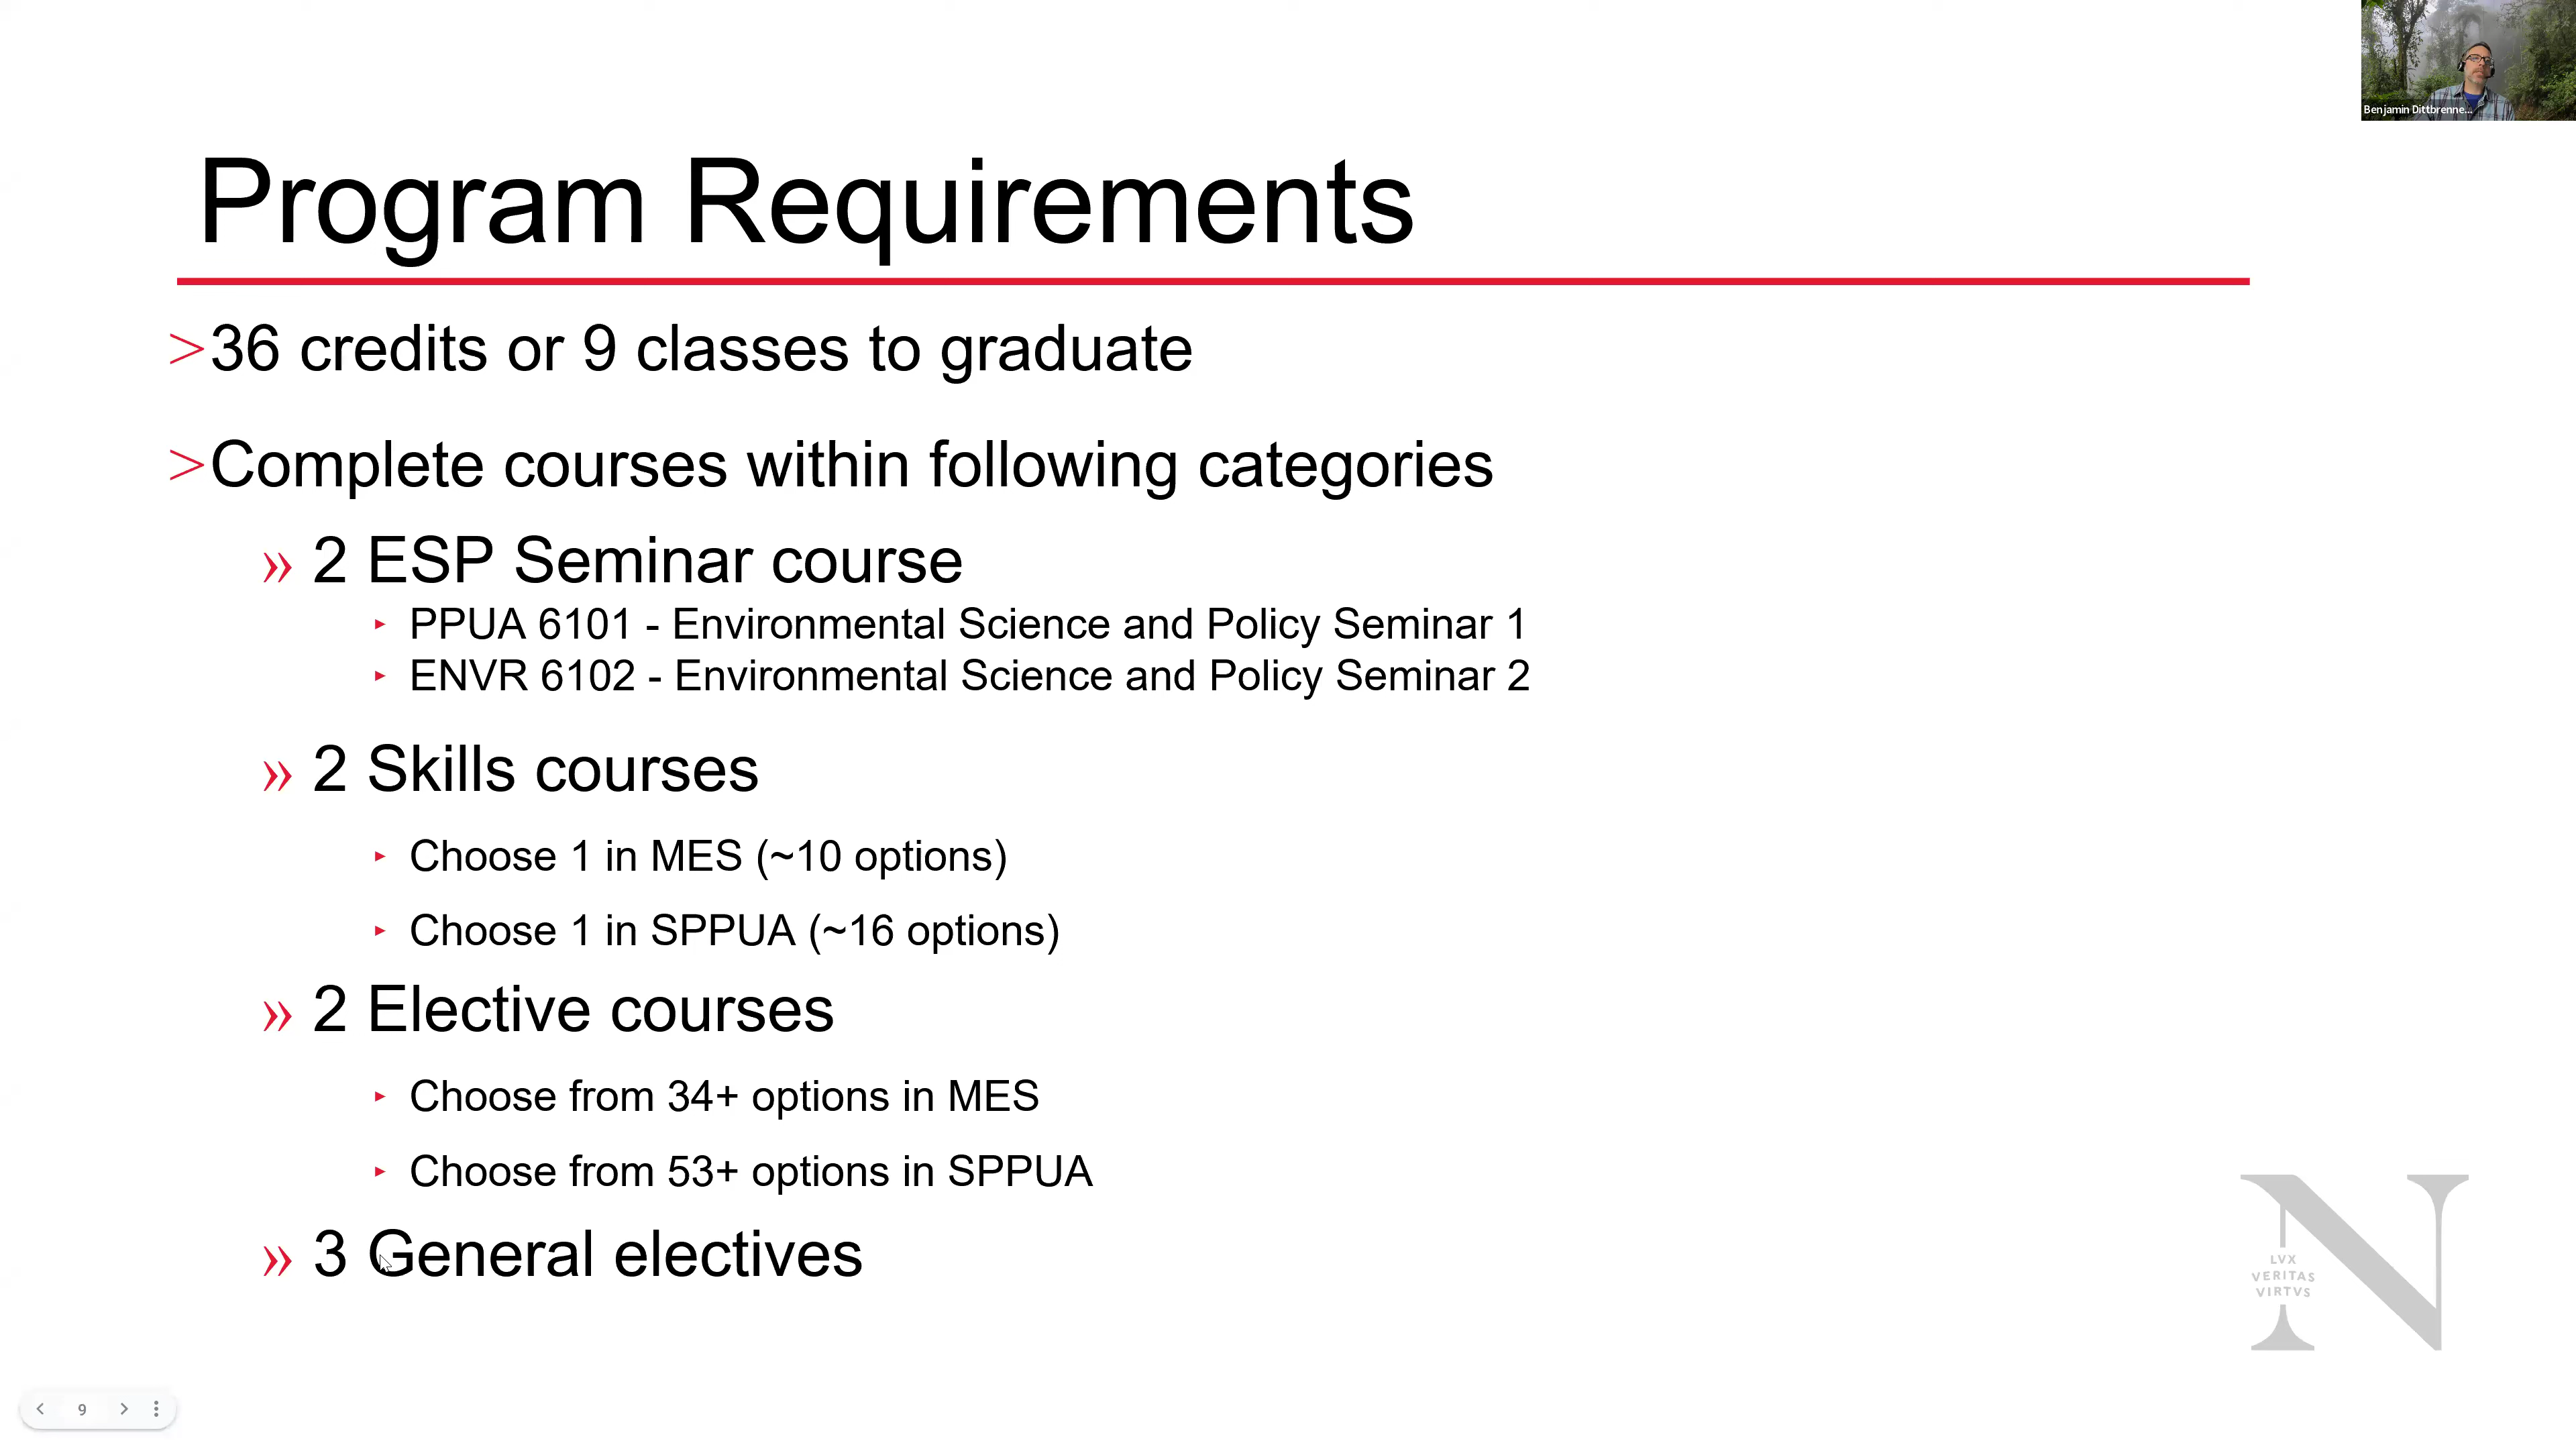 Benjamin Dittbrenne...
Program Requirements
>36 credits or 9 classes to graduate
>Complete courses within following categories
» 2 ESP Seminar course
‣ PPUA 6101 - Environmental Science and Policy Seminar 1
‣ ENVR 6102 - Environmental Science and Policy Seminar 2
» 2 Skills courses
‣ Choose 1 in MES (~10 options)
‣ Choose 1 in SPPUA (~16 options)
» 2 Elective courses
‣ Choose from 34+ options in MES
‣ Choose from 53+ options in SPPUA
» 3 General electives
N
LVX
VERITAS
VIRTVS
9